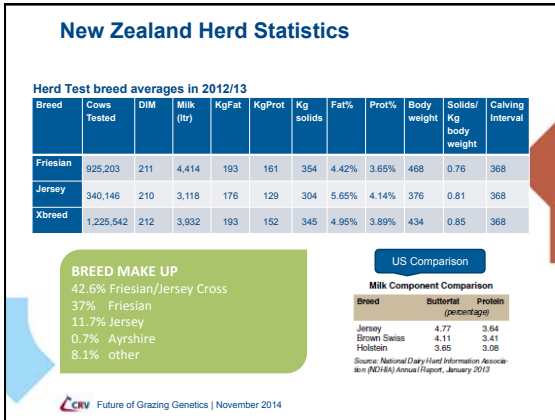 New Zealand Herd Statistics
Herd Test breed averages in 2012/13
Breed Cows Tested DIM Milk (ltr) KgFat KgProt Kg solids Fat% Prot% Body weight Solids/ Kg body weight Calving Interval
Friesian 925,203 211 4,414 193 161 354 4.42% 3.65% 468 0.76 368
Jersey 340,146 210 3,118 176 129 304 5.65% 4.14% 376 0.81 368
Xbreed 1,225,542 212 3,932 193 152 345 4.95% 3.89% 434 0.85 368
BREED MAKE UP
42.6% Friesian/Jersey Cross
37% Friesian
11.7% Jersey
0.7% Ayrshire
8.1% other
US Comparison
Milk Component Comparison
Breed Butterfat Protein
(percentage)
Jersey 4.77 3.64
Brown Swiss 4.11 3.41
Holstein 3.65 3.08
Source: National Dairy Herd Information Associa-
tion (NDHIA) Annual Report, January 2013
CRV Future of Grazing Genetics | November 2014